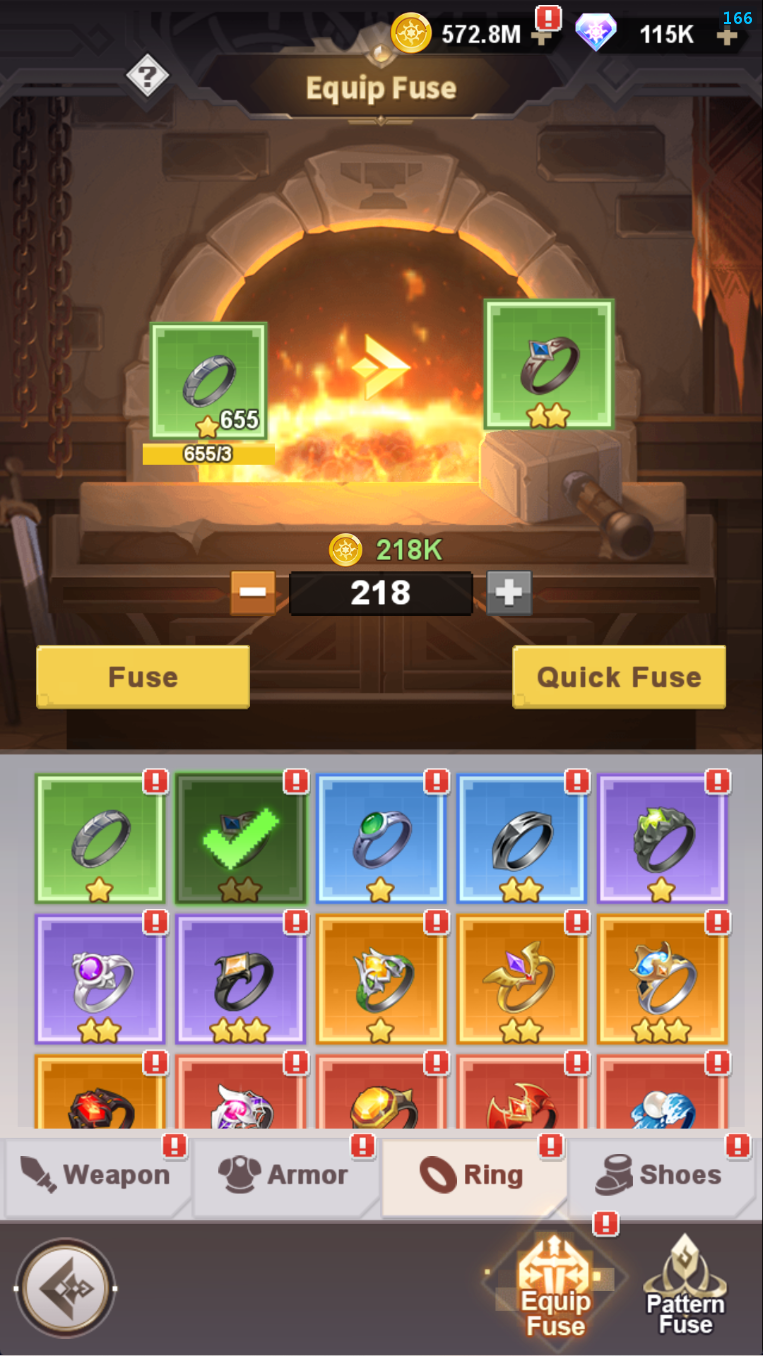 166
572.8M
115K
?
Equip Fuse
655
655/3
218K
218
Fuse
Quick Fuse
Weapon
Armor
Ring
Shoes
Equip
Fuse
Pattern
Fuse